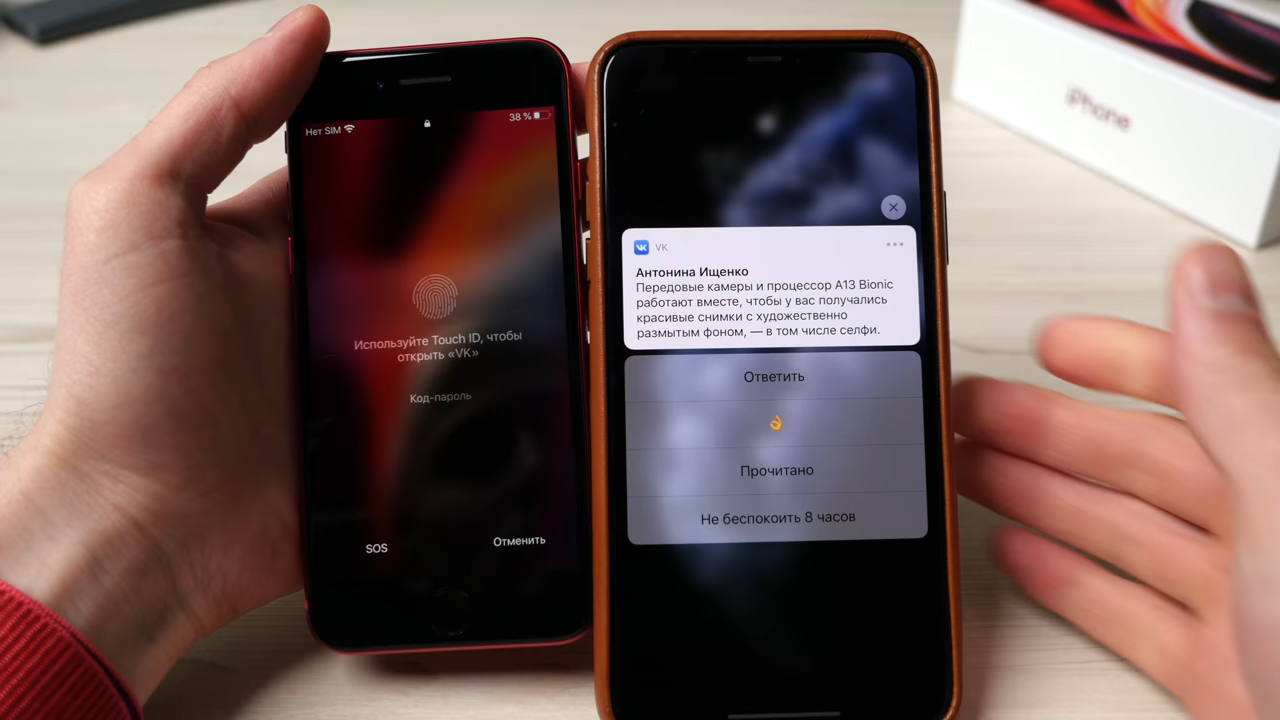 Нет SIM
38 %
Используйте Touch ID, чтобы
открыть «VK»
Код-пароль
SOS
Отменить
VK
Антонина Ищенко
Передовые камеры и процессор A13 Bionic
работают вместе, чтобы у вас получались
красивые снимки с художественно
размытым фоном, — в том числе селфи.
Ответить
👌
Прочитано
Не беспокоить 8 часов
iPhone